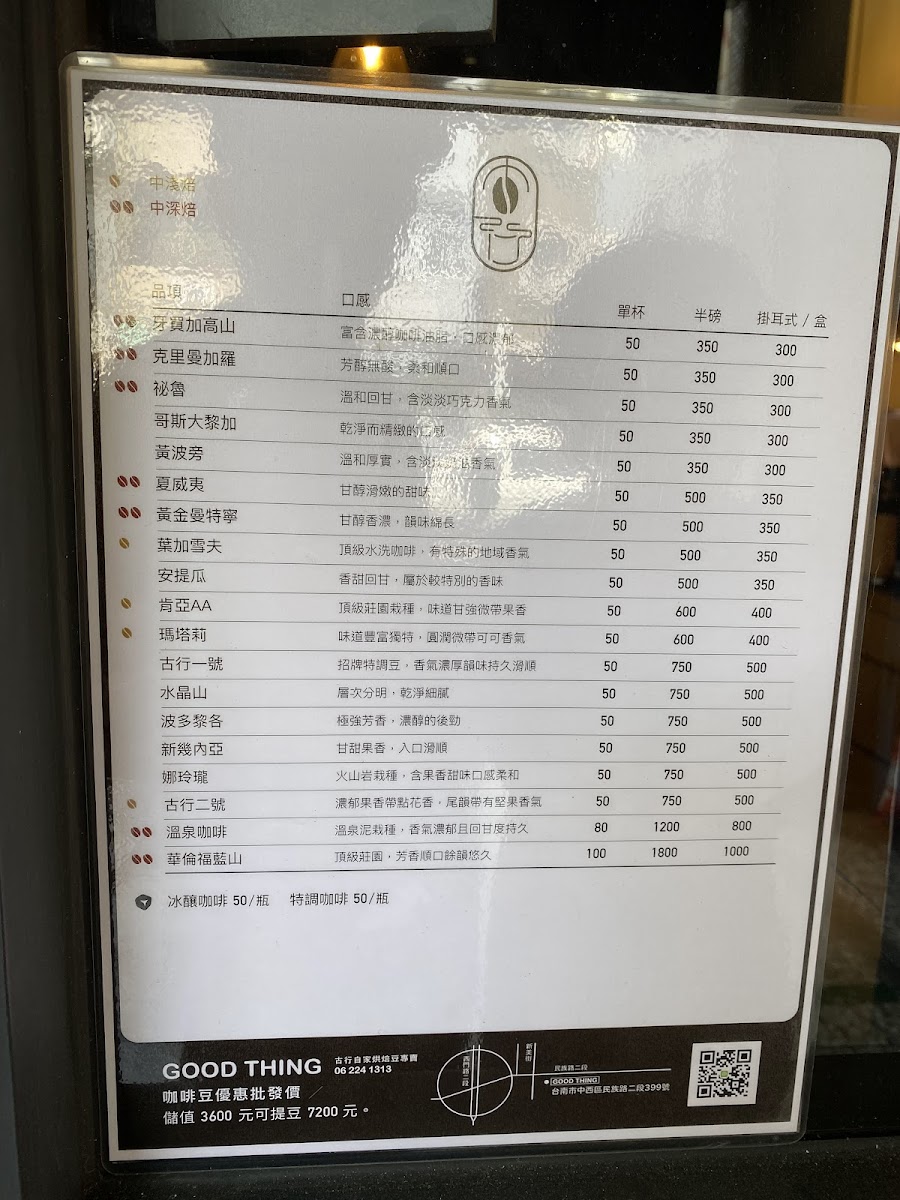 中淺焙
中深焙
品項 口感 單杯 半磅 掛耳式 / 盒
牙買加高山 富含濃醇咖啡油脂，口感濃郁 50 350 300
克里曼加羅 芳醇無酸，柔和順口 50 350 300
祕魯 溫和回甘，含淡淡巧克力香氣 50 350 300
哥斯大黎加 乾淨而精緻的口感 50 350 300
黃波旁 溫和厚實，含淡 香氣 50 350 300
夏威夷 甘醇滑嫩的甜味 50 500 350
黃金曼特寧 甘醇香濃，韻味綿長 50 500 350
葉加雪夫 頂級水洗咖啡，有特殊的地域香氣 50 500 350
安提瓜 香甜回甘，屬於較特別的香味 50 500 350
肯亞AA 頂級莊園栽種，味道甘強微帶果香 50 600 400
瑪塔莉 味道豐富獨特，圓潤微帶可可香氣 50 600 400
古行一號 招牌特調豆，香氣濃厚韻味持久滑順 50 750 500
水晶山 層次分明，乾淨細膩 50 750 500
波多黎各 極強芳香，濃醇的後勁 50 750 500
新幾內亞 甘甜果香，入口滑順 50 750 500
娜玲瓏 火山岩栽種，含果香甜味口感柔和 50 750 500
古行二號 濃郁果香帶點花香，尾韻帶有堅果香氣 50 750 500
溫泉咖啡 溫泉泥栽種，香氣濃郁且回甘度持久 80 1200 800
華倫福藍山 頂級莊園，芳香順口餘韻悠久 100 1800 1000
冰釀咖啡 50/瓶 特調咖啡 50/瓶
GOOD THING 古行自家烘焙豆專賣
06 224 1313
咖啡豆優惠批發價
儲值 3600 元可提豆 7200 元。
西門路二段
新美街
民族路二段
GOOD THING
台南市中西區民族路二段399號